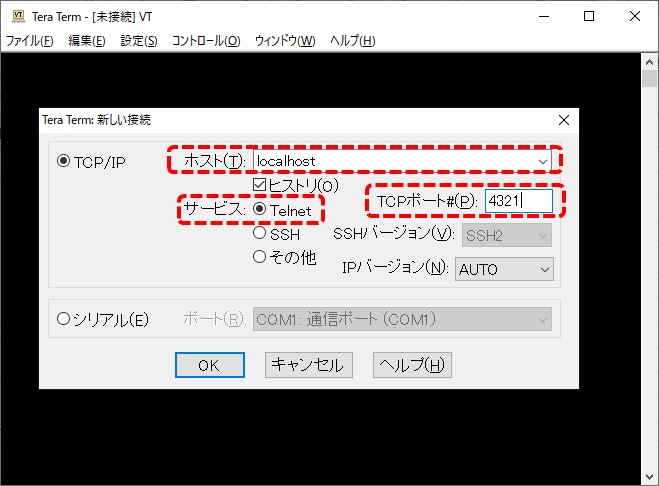 VT Tera Term - [未接続] VT
ファイル(F) 編集(E) 設定(S) コントロール(O) ウィンドウ(W) ヘルプ(H)
Tera Term: 新しい接続
TCP/IP ホスト(T): localhost
ヒストリ(O)
サービス: Telnet TCPポート#(P): 4321
SSH SSHバージョン(V): SSH2
その他 IPバージョン(N): AUTO
シリアル(E) ポート(R): COM1: 通信ポート (COM1)
OK キャンセル ヘルプ(H)